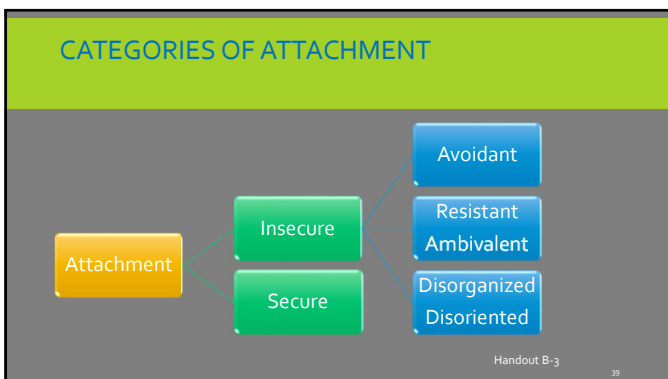 CATEGORIES OF ATTACHMENT
Attachment
Insecure
Secure
Avoidant
Resistant
Ambivalent
Disorganized
Disoriented
Handout B-3
39